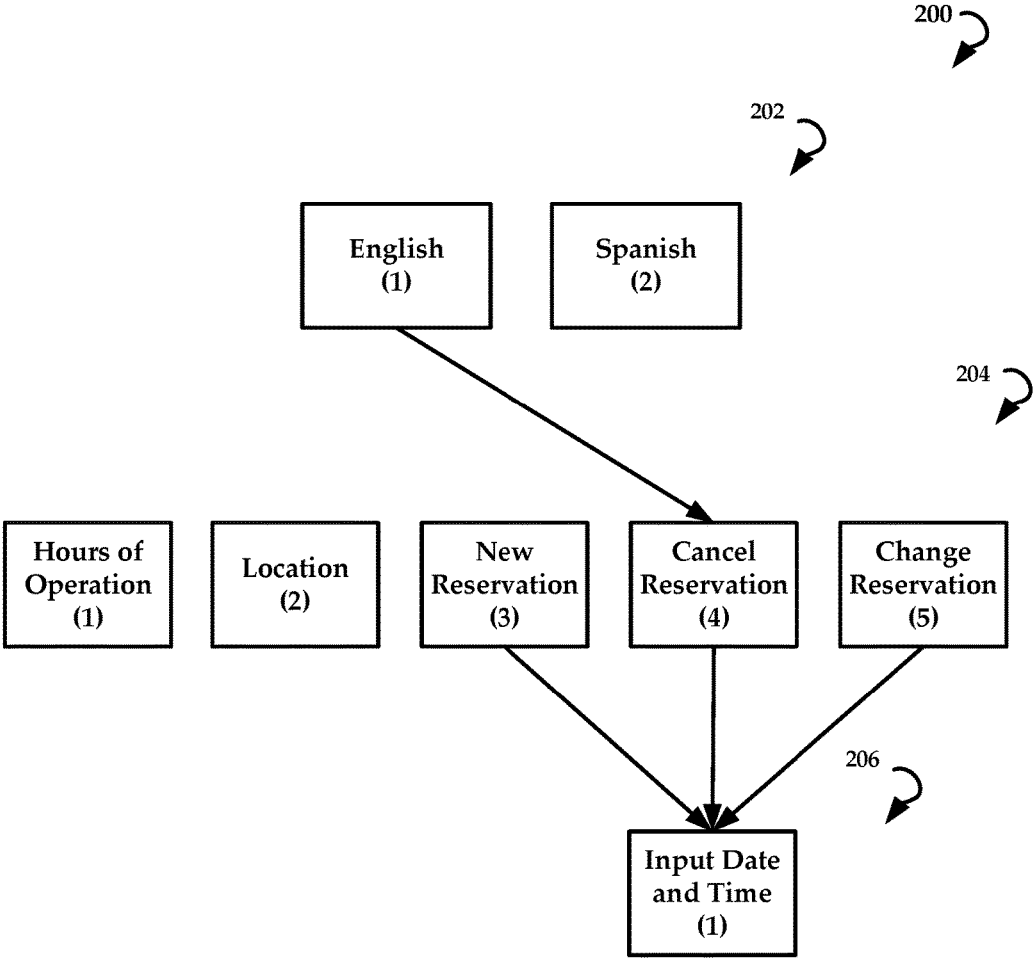 200
202
English
(1)
Spanish
(2)
204
Hours of
Operation
(1)
Location
(2)
New
Reservation
(3)
Cancel
Reservation
(4)
Change
Reservation
(5)
206
Input Date
and Time
(1)